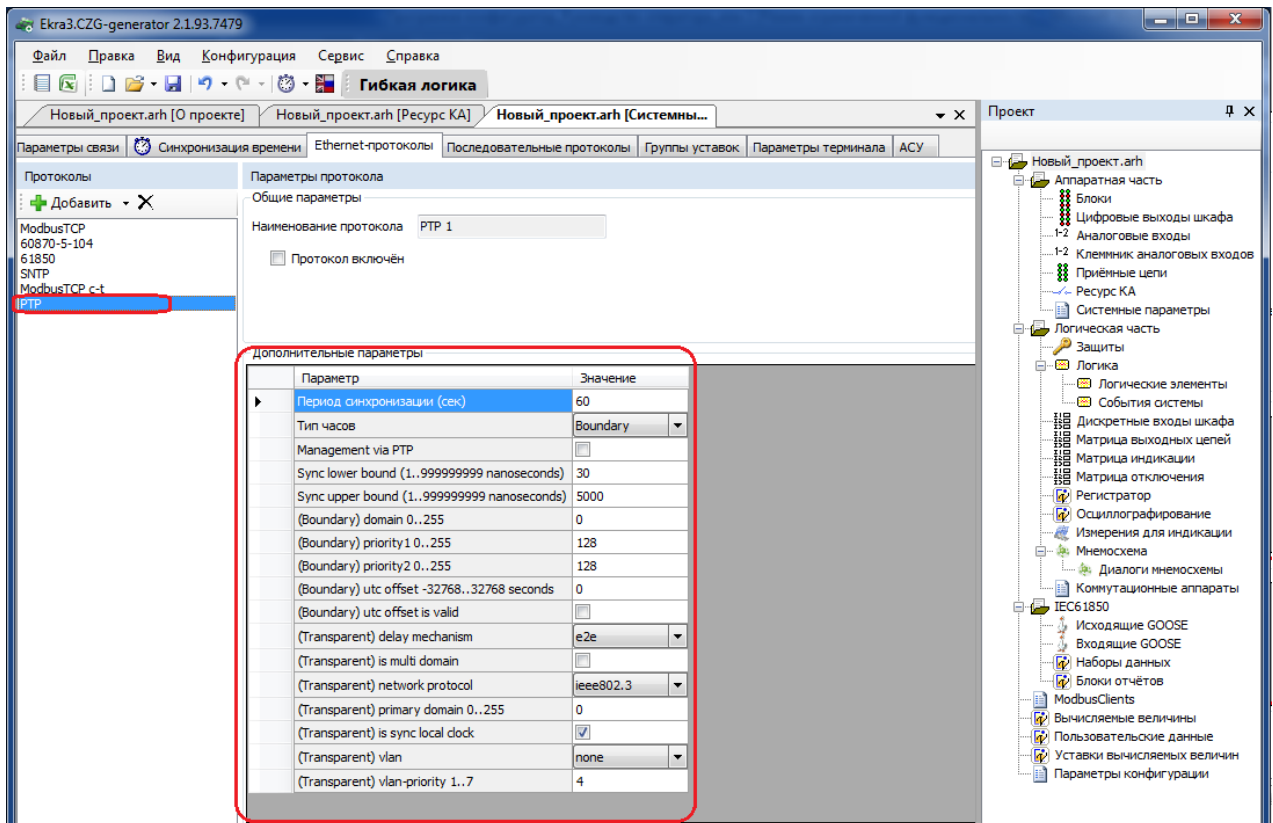 Ekra3.CZG-generator 2.1.93.7479
Файл Правка Вид Конфигурация Сервис Справка
Гибкая логика
Новый_проект.arh [О проекте] Новый_проект.arh [Ресурс КА] Новый_проект.arh [Системны...
Параметры связи Синхронизация времени Ethernet-протоколы Последовательные протоколы Группы уставок Параметры терминала АСУ
Протоколы
Добавить
ModbusTCP
60870-5-104
61850
SNTP
ModbusTCP c-t
PTP
Параметры протокола
Общие параметры
Наименование протокола PTP 1
Протокол включён
Дополнительные параметры
Параметр Значение
Период синхронизации (сек) 60
Тип часов Boundary
Management via PTP
Sync lower bound (1..999999999 nanoseconds) 30
Sync upper bound (1..999999999 nanoseconds) 5000
(Boundary) domain 0..255 0
(Boundary) priority1 0..255 128
(Boundary) priority2 0..255 128
(Boundary) utc offset -32768..32768 seconds 0
(Boundary) utc offset is valid
(Transparent) delay mechanism e2e
(Transparent) is multi domain
(Transparent) network protocol ieee802.3
(Transparent) primary domain 0..255 0
(Transparent) is sync local clock
(Transparent) vlan none
(Transparent) vlan-priority 1..7 4
Проект
Новый_проект.arh
Аппаратная часть
Блоки
Цифровые выходы шкафа
1-2 Аналоговые входы
1-2 Клеммник аналоговых входов
Приёмные цепи
Ресурс КА
Системные параметры
Логическая часть
Защиты
Логика
Логические элементы
События системы
Дискретные входы шкафа
Матрица выходных цепей
Матрица индикации
Матрица отключения
Регистратор
Осциллографирование
Измерения для индикации
Мнемосхема
Диалоги мнемосхемы
Коммутационные аппараты
IEC61850
Исходящие GOOSE
Входящие GOOSE
Наборы данных
Блоки отчётов
ModbusClients
Вычисляемые величины
Пользовательские данные
Уставки вычисляемых величин
Параметры конфигурации